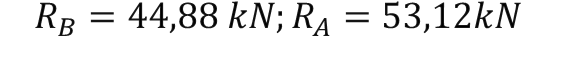 R_B = 44,88 kN; R_A = 53,12kN